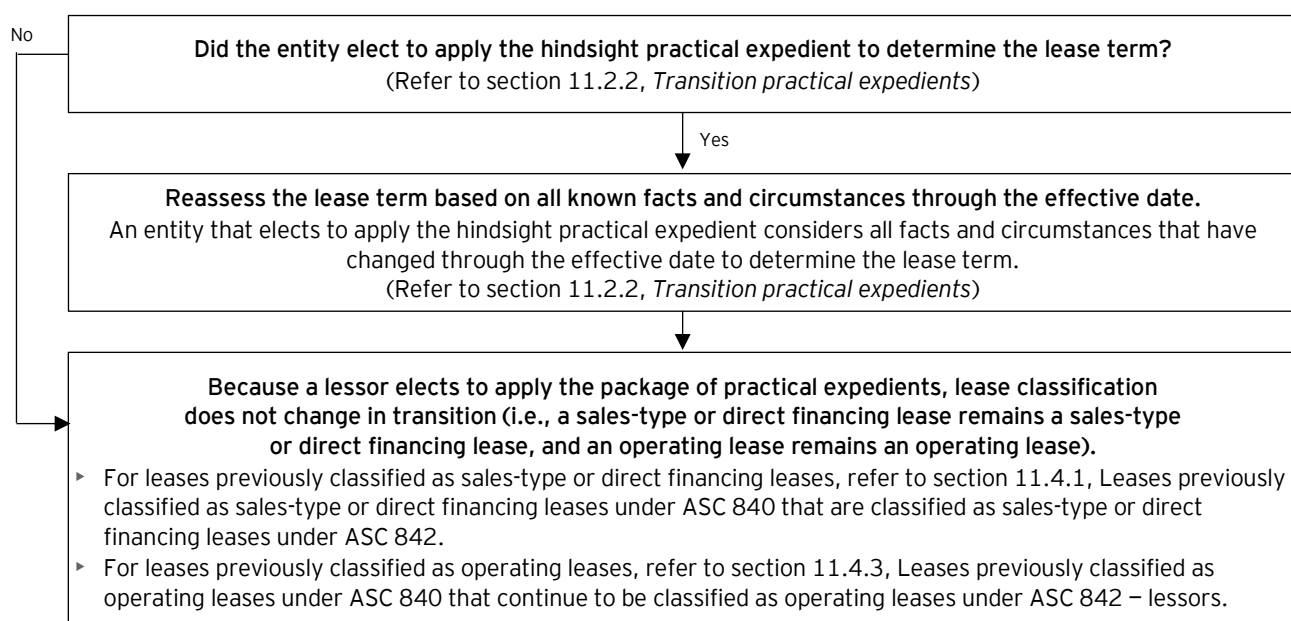 No
Did the entity elect to apply the hindsight practical expedient to determine the lease term?
(Refer to section 11.2.2, Transition practical expedients)
Yes
Reassess the lease term based on all known facts and circumstances through the effective date.
An entity that elects to apply the hindsight practical expedient considers all facts and circumstances that have
changed through the effective date to determine the lease term.
(Refer to section 11.2.2, Transition practical expedients)
Because a lessor elects to apply the package of practical expedients, lease classification
does not change in transition (i.e., a sales-type or direct financing lease remains a sales-type
or direct financing lease, and an operating lease remains an operating lease).
► For leases previously classified as sales-type or direct financing leases, refer to section 11.4.1, Leases previously
classified as sales-type or direct financing leases under ASC 840 that are classified as sales-type or direct
financing leases under ASC 842.
► For leases previously classified as operating leases, refer to section 11.4.3, Leases previously classified as
operating leases under ASC 840 that continue to be classified as operating leases under ASC 842 – lessors.